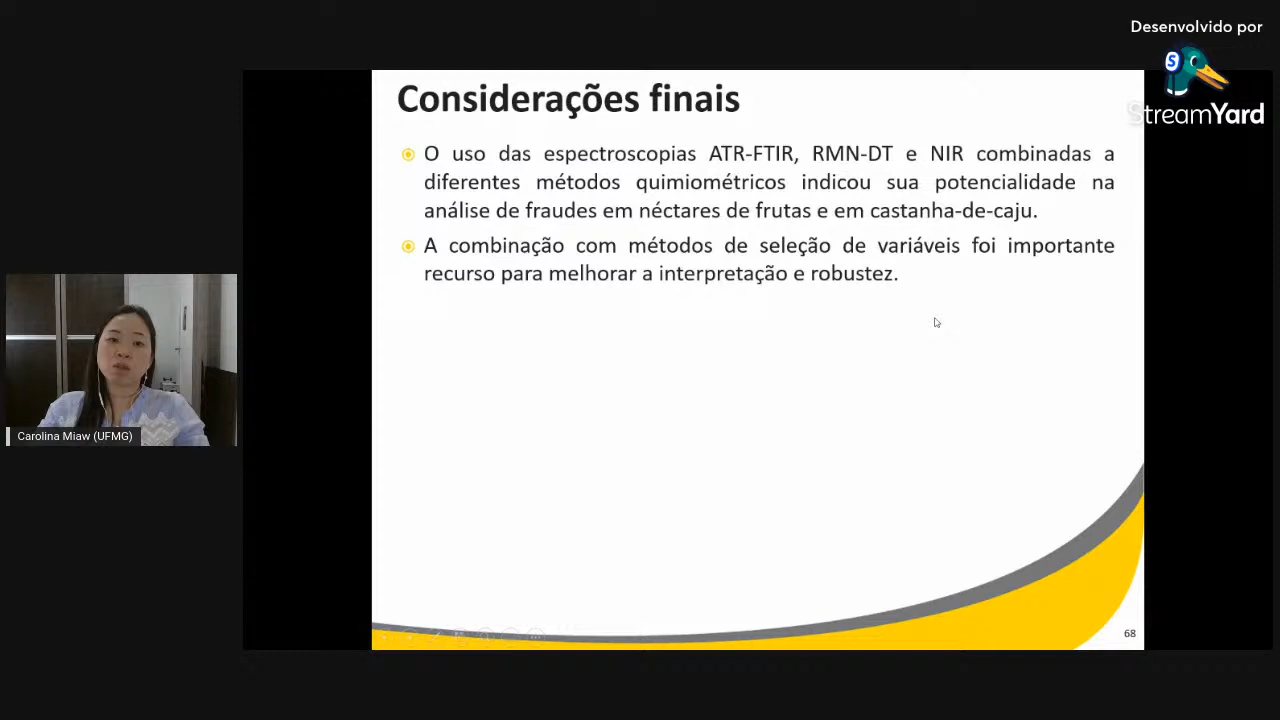 Desenvolvido por
StreamYard
Considerações finais
O uso das espectroscopias ATR-FTIR, RMN-DT e NIR combinadas a
diferentes métodos quimiométricos indicou sua potencialidade na
análise de fraudes em néctares de frutas e em castanha-de-caju.
A combinação com métodos de seleção de variáveis foi importante
recurso para melhorar a interpretação e robustez.
Carolina Miaw (UFMG)
68